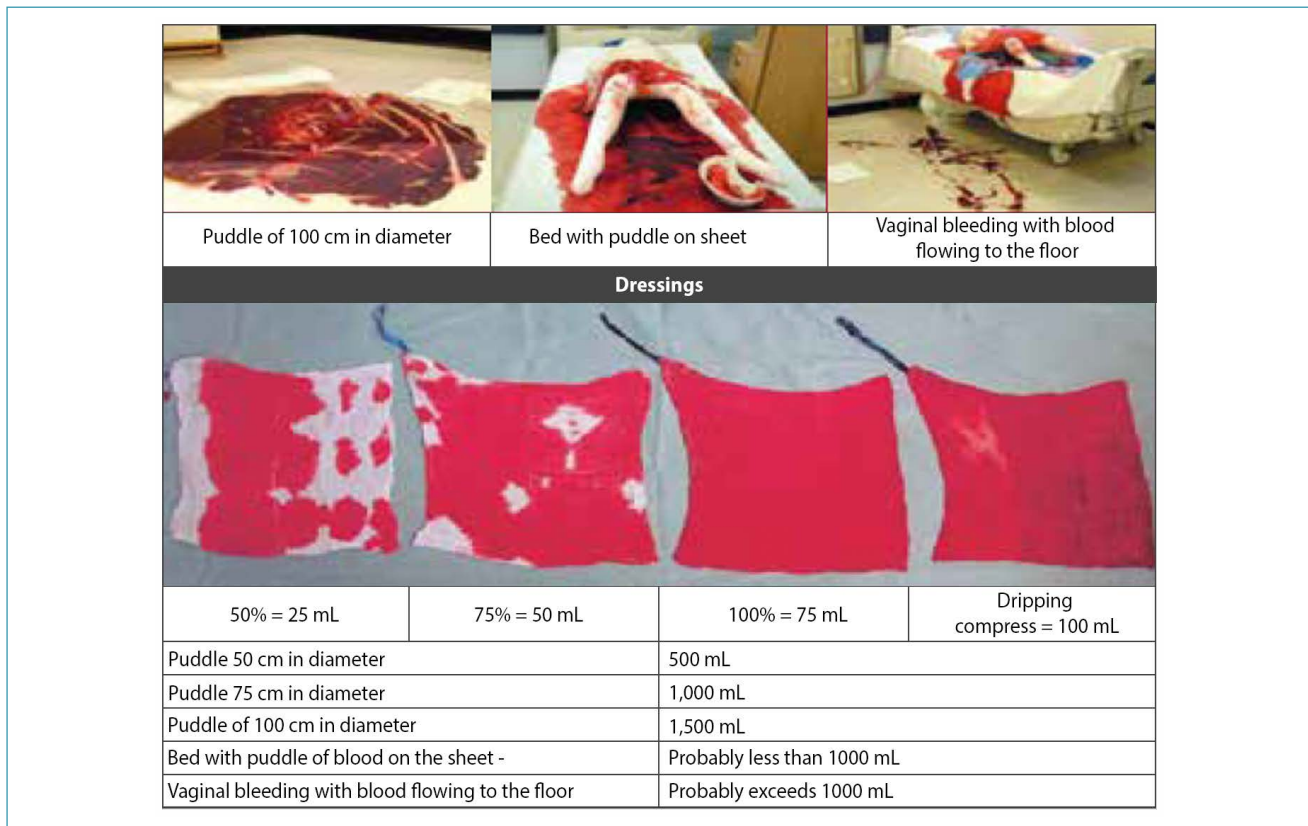 Puddle of 100 cm in diameter
Bed with puddle on sheet
Vaginal bleeding with blood
flowing to the floor
Dressings
50% = 25 mL
75% = 50 mL
100% = 75 mL
Dripping
compress = 100 mL
Puddle 50 cm in diameter
500 mL
Puddle 75 cm in diameter
1,000 mL
Puddle of 100 cm in diameter
1,500 mL
Bed with puddle of blood on the sheet -
Probably less than 1000 mL
Vaginal bleeding with blood flowing to the floor
Probably exceeds 1000 mL